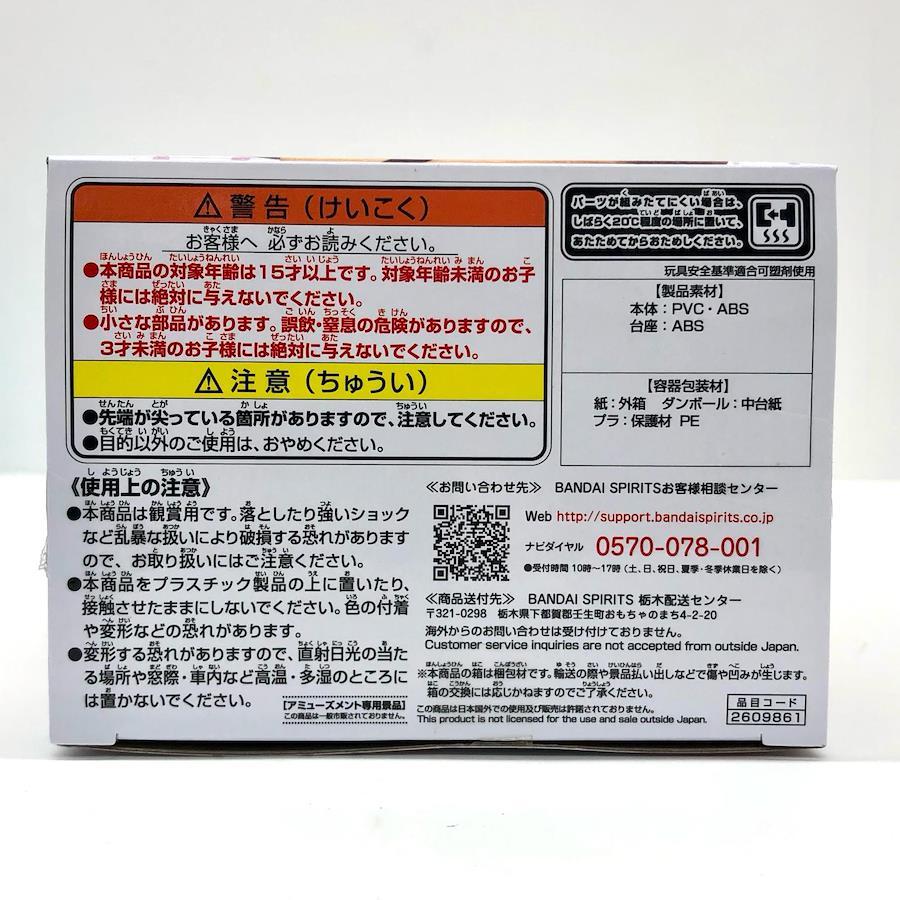 ⚠警告（けいこく）
お客様へ 必ずお読みください。
●本商品の対象年齢は15才以上です。対象年齢未満のお子
様には絶対に与えないでください。
●小さな部品があります。誤飲・窒息の危険がありますので、
3才未満のお子様には絶対に与えないでください。
⚠注意（ちゅうい）
●先端が尖っている箇所がありますので、注意してください。
●目的以外のご使用は、おやめください。
《使用上の注意》
●本商品は観賞用です。落としたり強いショック
など乱暴な扱いにより破損する恐れがあります
ので、お取り扱いにはご注意ください。
●本商品をプラスチック製品の上に置いたり、
接触させたままにしないでください。色の付着
や変形などの恐れがあります。
●変形する恐れがありますので、直射日光の当た
る場所や窓際・車内など高温・多湿のところに
は置かないでください。
【アミューズメント専用景品】
この商品は一般市販されておりません。
パーツが組みたてにくい場合は、
しばらく20℃程度の場所に置いて、
あたためてからおためしください。
玩具安全基準適合可塑剤使用
【製品素材】
本体：PVC・ABS
台座：ABS
【容器包装材】
紙：外箱 ダンボール：中台紙
プラ：保護材 PE
≪お問い合わせ先≫ BANDAI SPIRITSお客様相談センター
Web http://support.bandaispirits.co.jp
ナビダイヤル 0570-078-001
●受付時間 10時〜17時（土、日、祝日、夏季・冬季休業日を除く）
≪商品送付先≫ BANDAI SPIRITS 栃木配送センター
〒321-0298 栃木県下都賀郡壬生町おもちゃのまち4-2-20
海外からのお問い合わせは受け付けておりません。
Customer service inquiries are not accepted from outside Japan.
※本商品の箱は梱包材です。輸送の際や景品払い出しなどで傷や凹みが生じます。
箱の交換には応じかねますのでご了承ください。
この商品は日本国外での使用及び販売は許諾されておりません。
This product is not licensed for the use and sale outside Japan.
品目コード
2609861